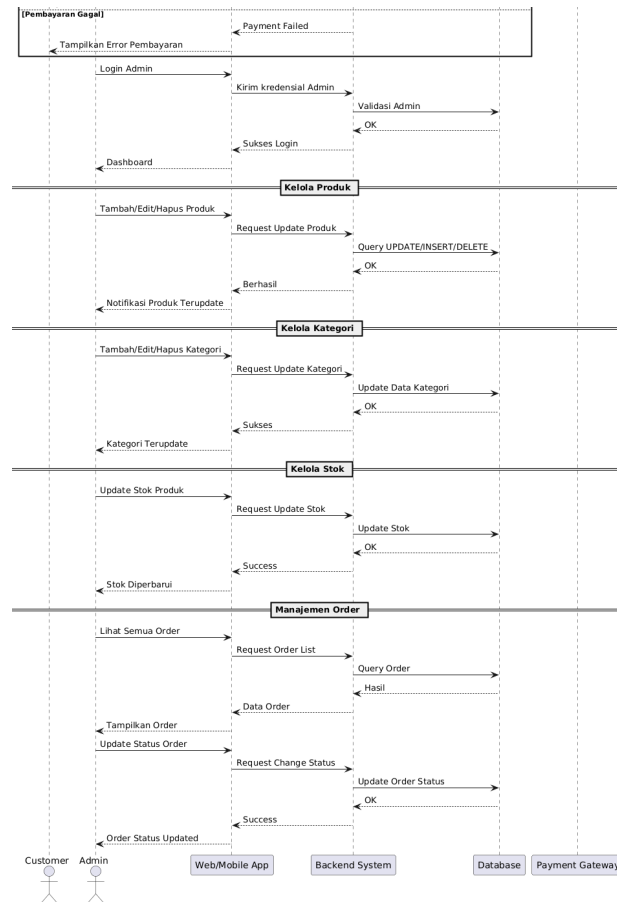 [Pembayaran Gagal]
Payment Failed
Tampilkan Error Pembayaran
Login Admin
Kirim kredensial Admin
Validasi Admin
OK
Sukses Login
Dashboard
Kelola Produk
Tambah/Edit/Hapus Produk
Request Update Produk
Query UPDATE/INSERT/DELETE
OK
Berhasil
Notifikasi Produk Terupdate
Kelola Kategori
Tambah/Edit/Hapus Kategori
Request Update Kategori
Update Data Kategori
OK
Sukses
Kategori Terupdate
Kelola Stok
Update Stok Produk
Request Update Stok
Update Stok
OK
Success
Stok Diperbarui
Manajemen Order
Lihat Semua Order
Request Order List
Query Order
Hasil
Data Order
Tampilkan Order
Update Status Order
Request Change Status
Update Order Status
OK
Success
Order Status Updated
Customer Admin Web/Mobile App Backend System Database Payment Gateway